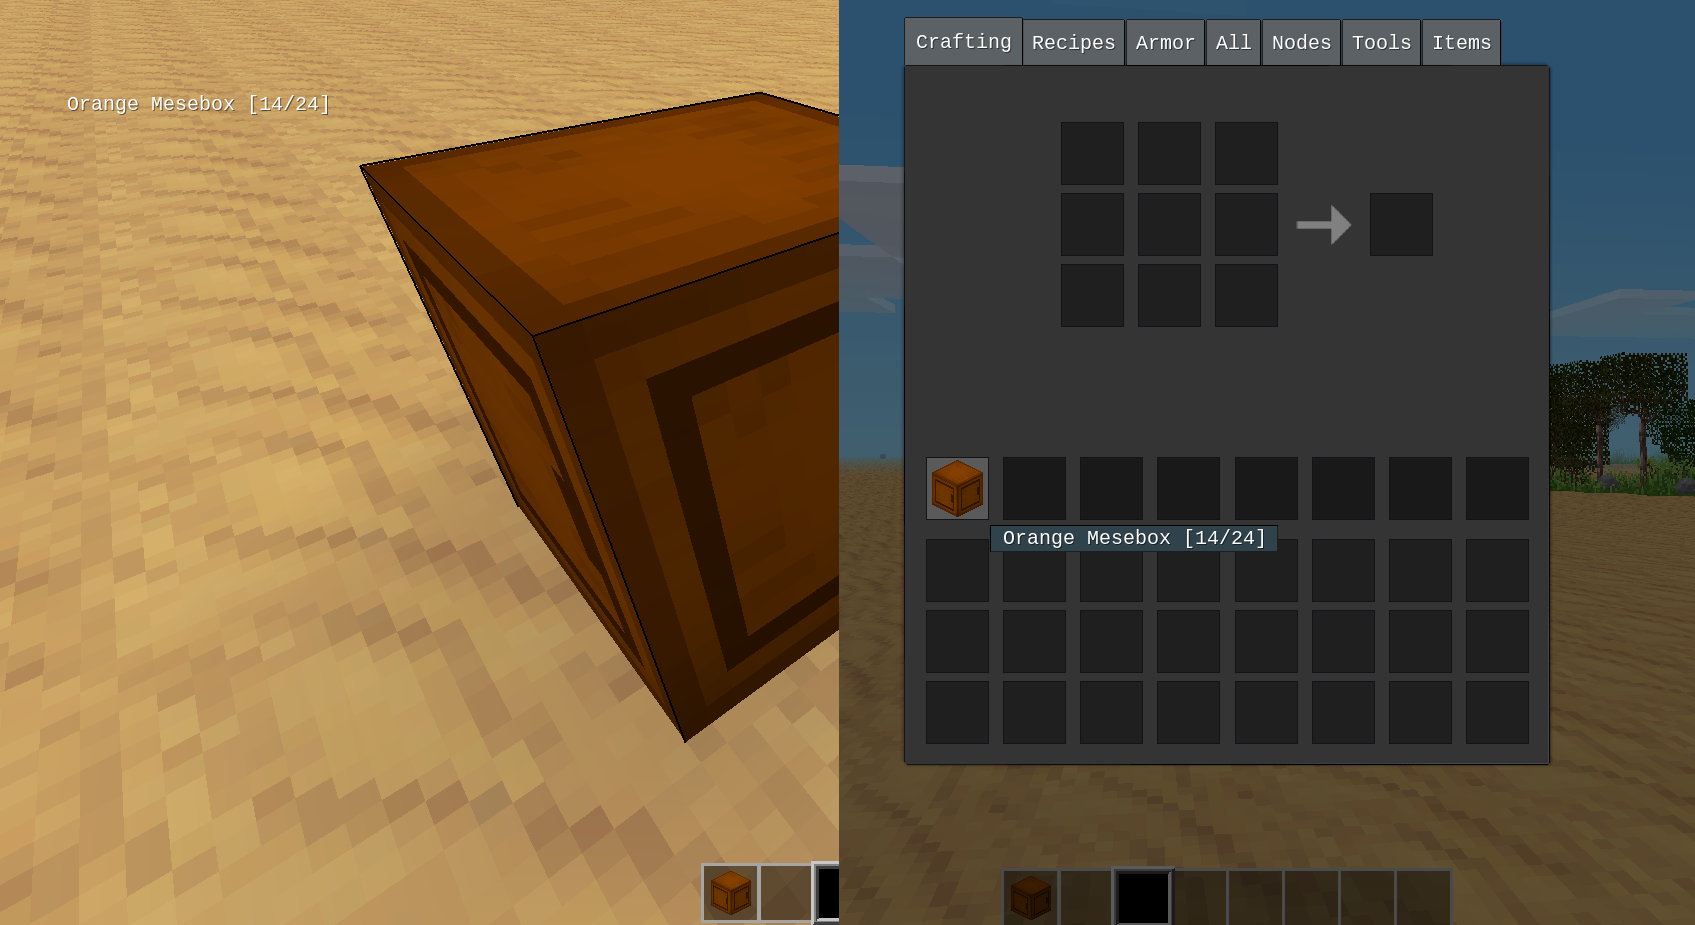 Orange Mesebox [14/24]
Crafting Recipes Armor All Nodes Tools Items
Orange Mesebox [14/24]